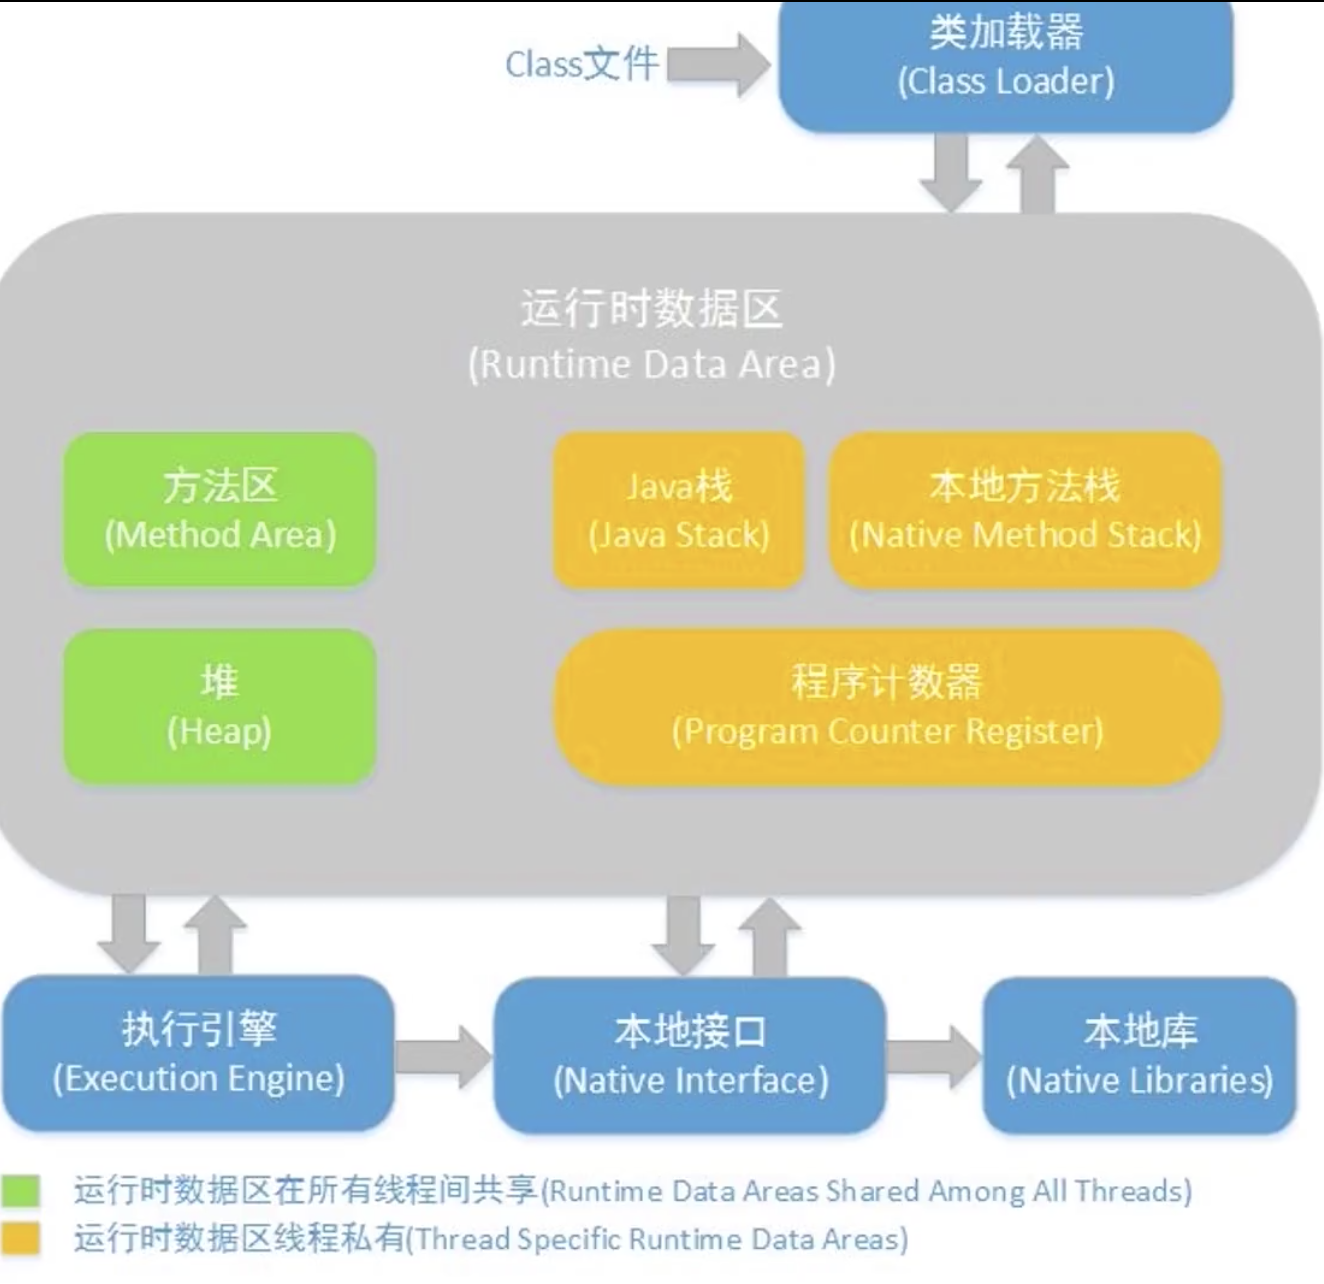 Class文件
类加载器
(Class Loader)
运行时数据区
(Runtime Data Area)
方法区
(Method Area)
Java栈
(Java Stack)
本地方法栈
(Native Method Stack)
堆
(Heap)
程序计数器
(Program Counter Register)
执行引擎
(Execution Engine)
本地接口
(Native Interface)
本地库
(Native Libraries)
运行时数据区在所有线程间共享(Runtime Data Areas Shared Among All Threads)
运行时数据区线程私有(Thread Specific Runtime Data Areas)